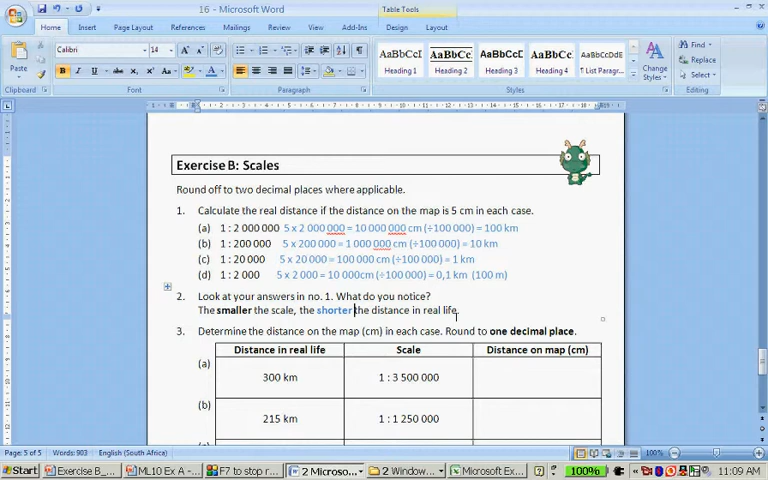 16 - Microsoft Word
Table Tools
Home Insert Page Layout References Mailings Review View Add-Ins Design Layout
Paste
Calibri 14
AaBbCcI AaBbCc AaBbCcD AaBbCc AaBbCcDdE
Heading 1 Heading 2 Heading 3 Heading 4 ¶ List Paragr...
Change Styles
Find
Replace
Select
Clipboard Font Paragraph Styles Editing
Exercise B: Scales
Round off to two decimal places where applicable.
1. Calculate the real distance if the distance on the map is 5 cm in each case.
(a) 1 : 2 000 000 5 x 2 000 000 = 10 000 000 cm (÷100000) = 100 km
(b) 1 : 200 000 5 x 200 000 = 1 000 000 cm (÷100000) = 10 km
(c) 1 : 20 000 5 x 20 000 = 100 000 cm (÷100000) = 1 km
(d) 1 : 2 000 5 x 2 000 = 10 000cm (÷100000) = 0,1 km (100 m)
2. Look at your answers in no. 1. What do you notice?
The smaller the scale, the shorter the distance in real life.
3. Determine the distance on the map (cm) in each case. Round to one decimal place.
Distance in real life Scale Distance on map (cm)
(a) 300 km 1 : 3 500 000
(b) 215 km 1 : 1 250 000
Page: 5 of 5 Words: 903 English (South Africa) 100%
Start Exercise B_... ML10 Ex A - ... F7 to stop r... 2 Microso... 2 Window... Microsoft Ex... 100% 11:09 AM